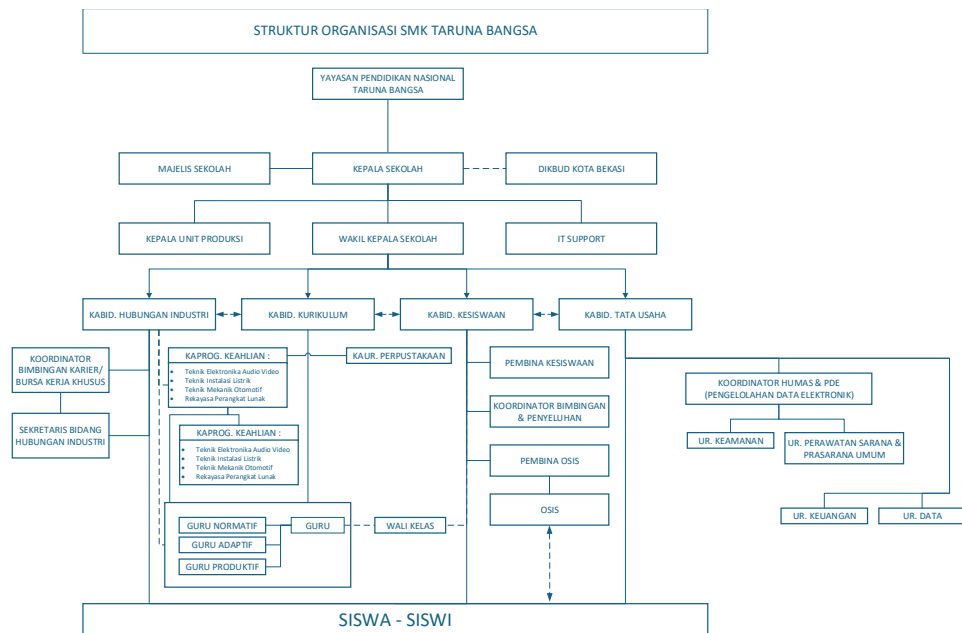 STRUKTUR ORGANISASI SMK TARUNA BANGSA
YAYASAN PENDIDIKAN NASIONAL
TARUNA BANGSA
MAJELIS SEKOLAH
KEPALA SEKOLAH
DIKBUD KOTA BEKASI
KEPALA UNIT PRODUKSI
WAKIL KEPALA SEKOLAH
IT SUPPORT
KABID. HUBUNGAN INDUSTRI
KABID. KURIKULUM
KABID. KESISWAAN
KABID. TATA USAHA
KOORDINATOR
BIMBINGAN KARIER/
BURSA KERJA KHUSUS
SEKRETARIS BIDANG
HUBUNGAN INDUSTRI
KAPROG. KEAHLIAN :
• Teknik Elektronika Audio Video
• Teknik Instalasi Listrik
• Teknik Mekanik Otomotif
• Rekayasa Perangkat Lunak
KAUR. PERPUSTAKAAN
KAPROG. KEAHLIAN :
• Teknik Elektronika Audio Video
• Teknik Instalasi Listrik
• Teknik Mekanik Otomotif
• Rekayasa Perangkat Lunak
GURU NORMATIF
GURU ADAPTIF
GURU PRODUKTIF
GURU
WALI KELAS
PEMBINA KESISWAAN
KOORDINATOR BIMBINGAN
& PENYELUHAN
PEMBINA OSIS
OSIS
KOORDINATOR HUMAS & PDE
(PENGELOLAHAN DATA ELEKTRONIK)
UR. KEAMANAN
UR. PERAWATAN SARANA &
PRASARANA UMUM
UR. KEUANGAN
UR. DATA
SISWA - SISWI